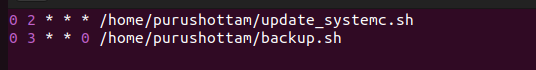 0 2 * * * /home/purushottam/update_systemc.sh
0 3 * * 0 /home/purushottam/backup.sh